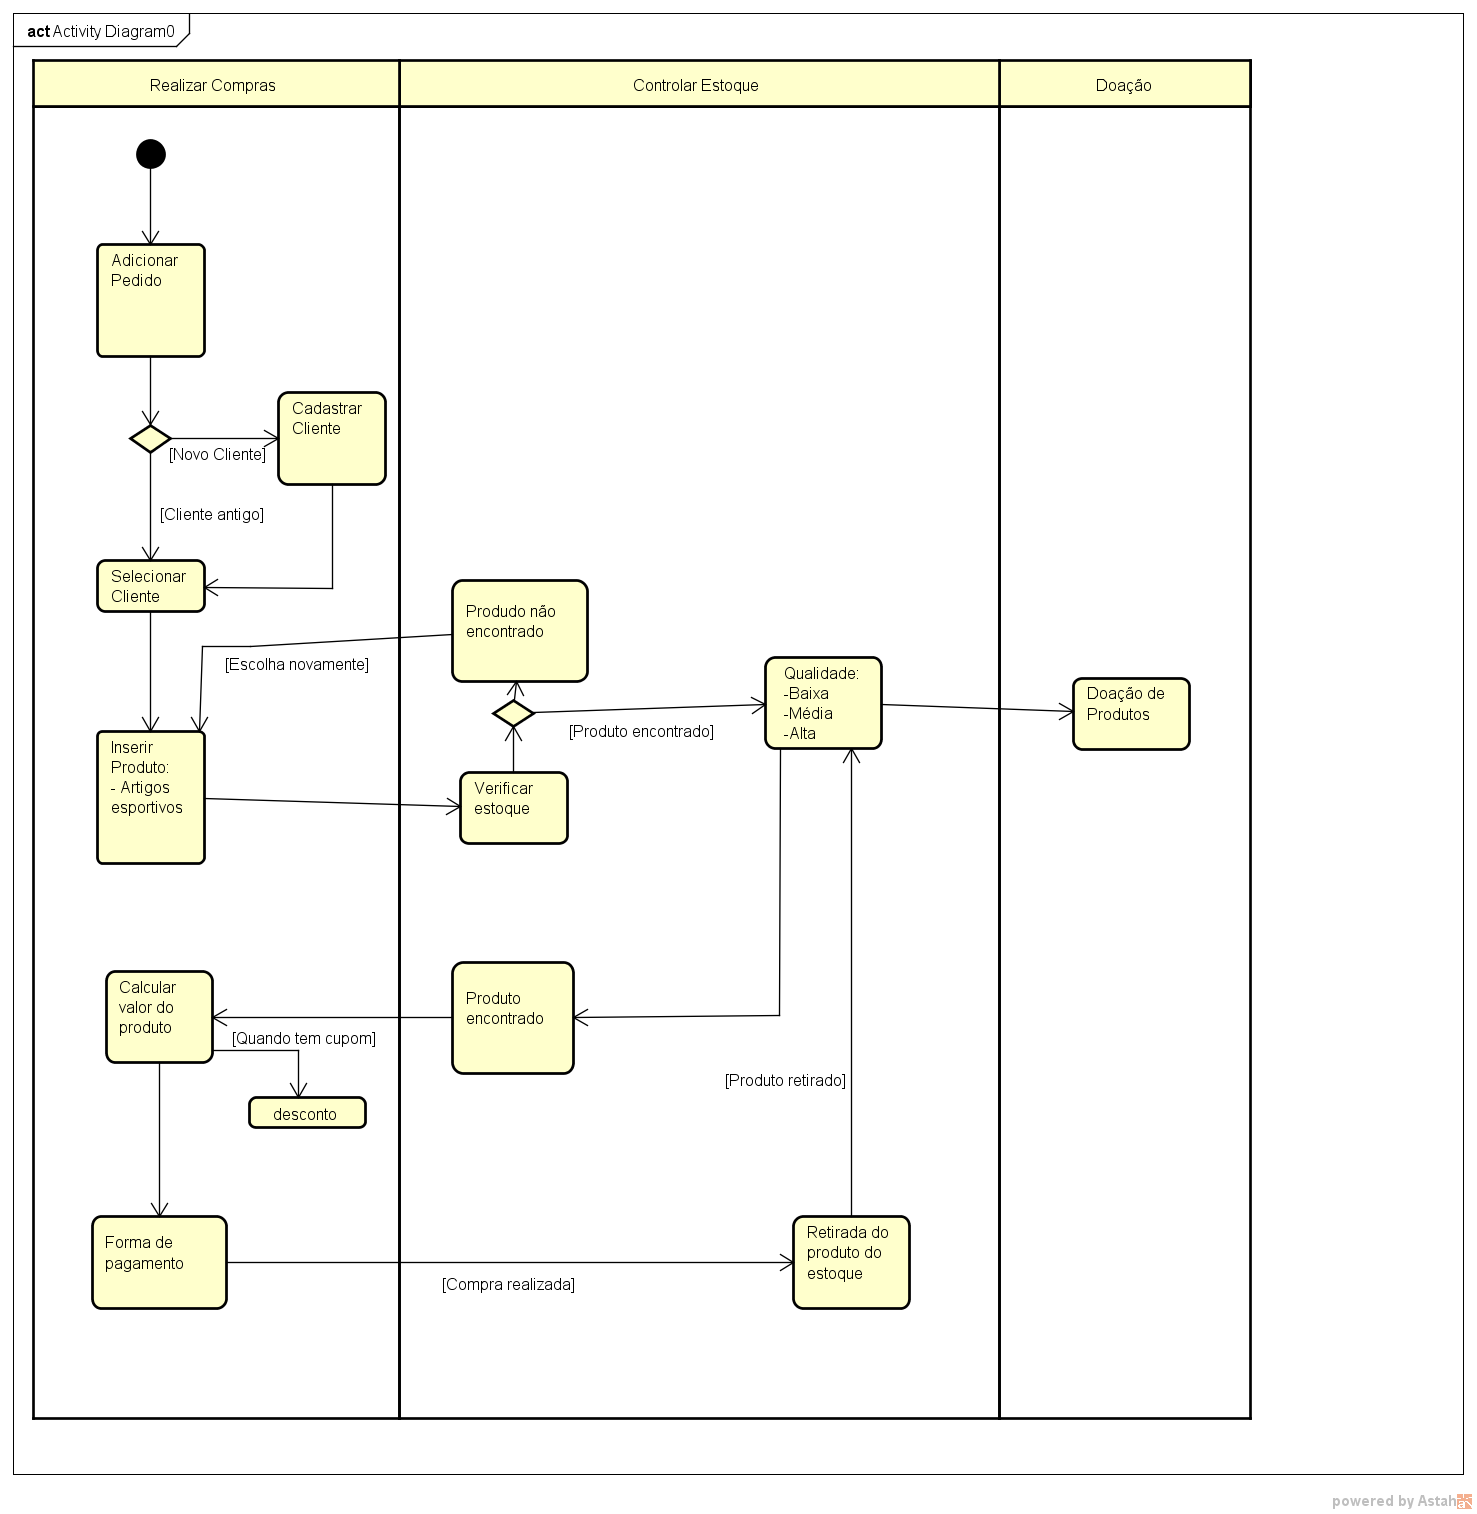 act Activity Diagram0
Realizar Compras
Controlar Estoque
Doação
Adicionar
Pedido
Cadastrar
Cliente
[Novo Cliente]
[Cliente antigo]
Selecionar
Cliente
Produdo não
encontrado
[Escolha novamente]
Qualidade:
-Baixa
-Média
-Alta
Doação de
Produtos
[Produto encontrado]
Inserir
Produto:
- Artigos
esportivos
Verificar
estoque
Calcular
valor do
produto
Produto
encontrado
[Quando tem cupom]
desconto
[Produto retirado]
Forma de
pagamento
Retirada do
produto do
estoque
[Compra realizada]
powered by Astah